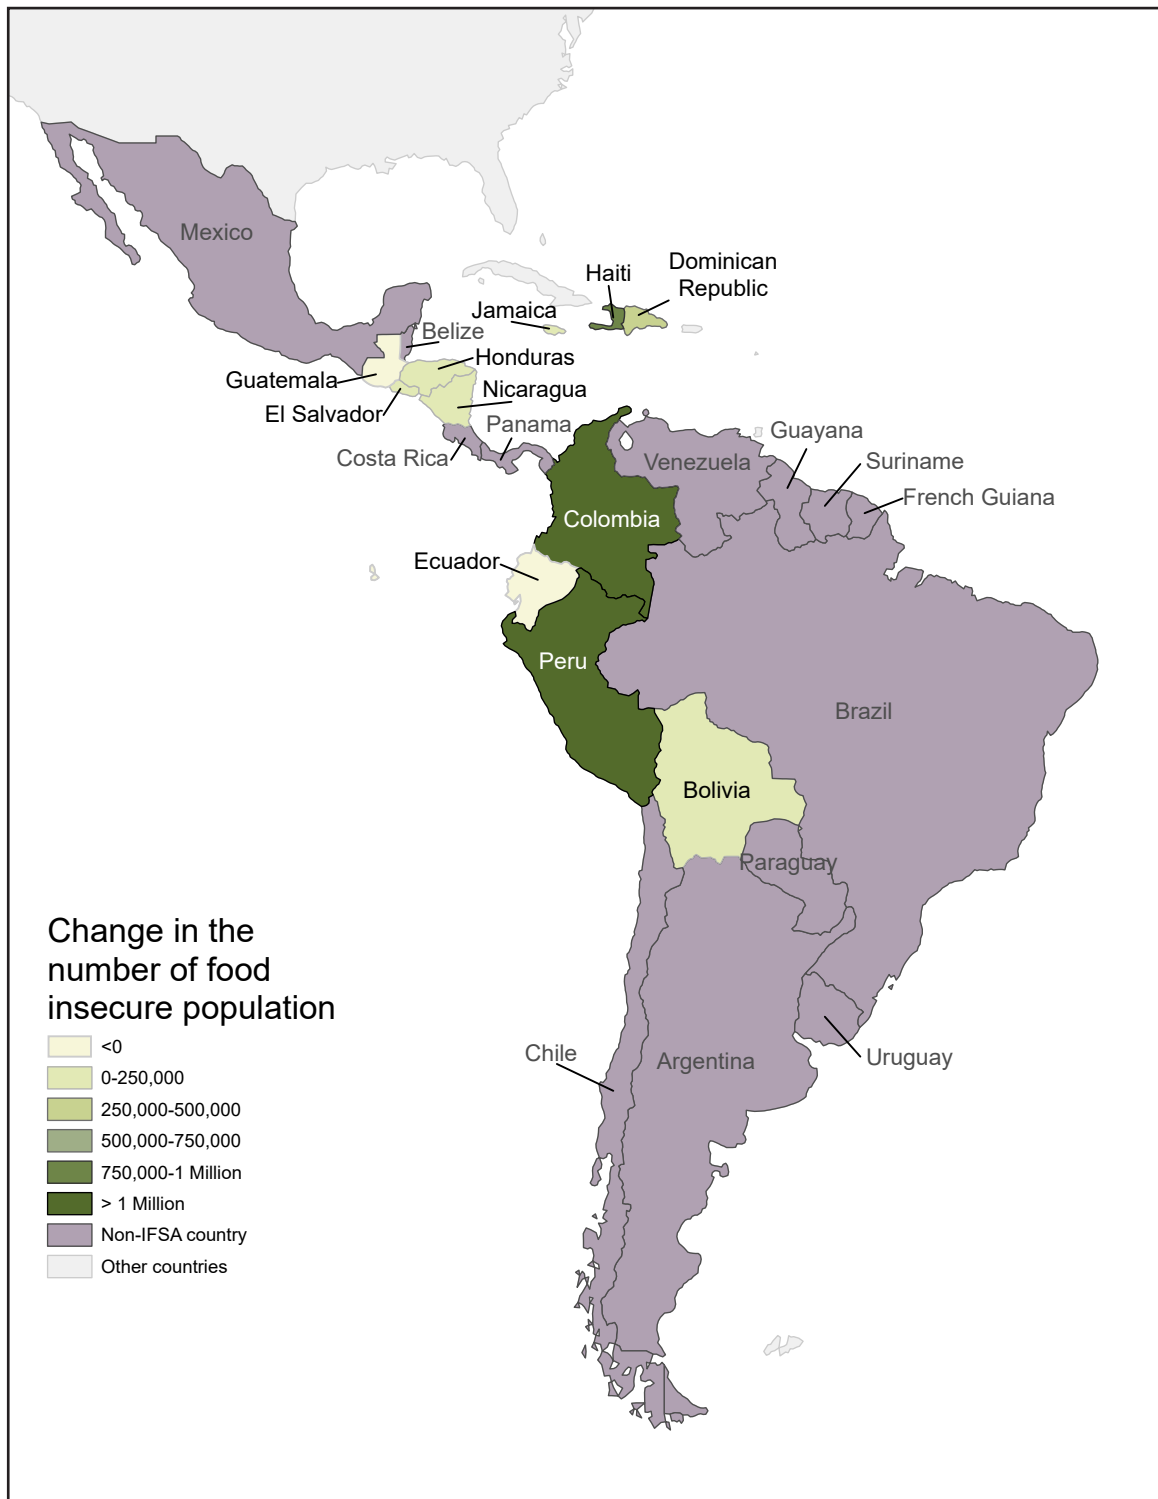 Mexico
Haiti
Dominican
Republic
Jamaica
Belize
Honduras
Guatemala
Nicaragua
El Salvador
Panama
Costa Rica
Guayana
Venezuela
Suriname
French Guiana
Colombia
Ecuador
Peru
Brazil
Bolivia
Paraguay
Chile
Argentina
Uruguay
Change in the
number of food
insecure population
<0
0-250,000
250,000-500,000
500,000-750,000
750,000-1 Million
> 1 Million
Non-IFSA country
Other countries